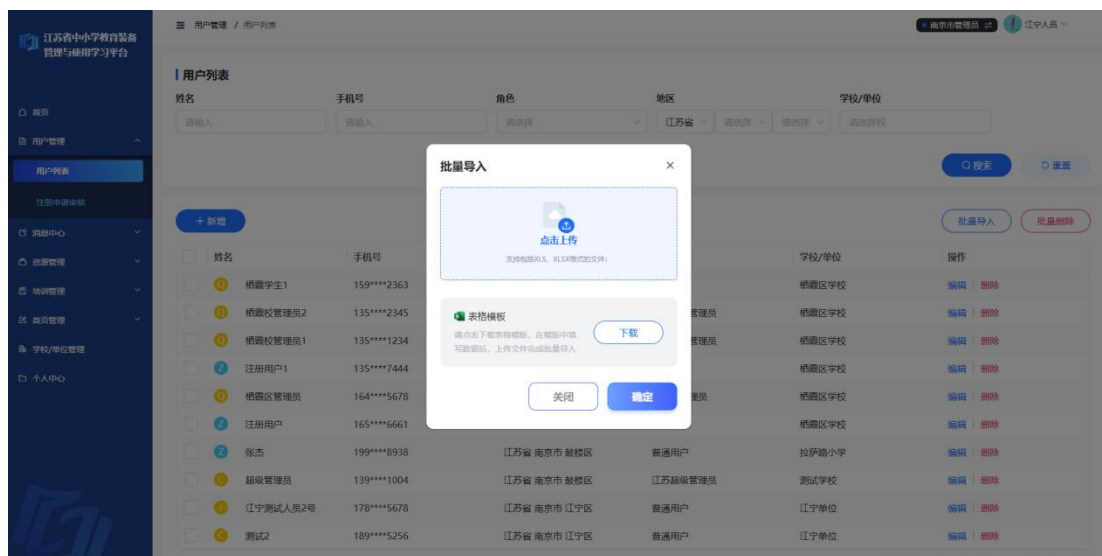 江苏省中小学教育装备
管理与使用学习平台
首页
用户管理
用户列表
注册申请审核
消息中心
资源管理
培训管理
首页管理
学校/单位管理
个人中心
用户管理 / 用户列表
南京市管理员
江宁人员
用户列表
姓名 手机号 角色 地区 学校/单位
请输入 请输入 请选择 江苏省 请选择 请选择 请选择校
搜索 重置
+ 新增 批量导入 批量删除
姓名 手机号 学校/单位 操作
Q 栖霞学生1 159****2363 栖霞区学校 编辑 删除
Q 栖霞校管理员2 135****2345 管理员 栖霞区学校 编辑 删除
Q 栖霞校管理员1 135****1234 管理员 栖霞区学校 编辑 删除
Z 注册用户1 135****7444 栖霞区学校 编辑 删除
Q 栖霞区管理员 164****5678 理员 栖霞区学校 编辑 删除
Z 注册用户 165****6661 栖霞区学校 编辑 删除
Z 张杰 199****8938 江苏省 南京市 鼓楼区 普通用户 拉萨路小学 编辑 删除
C 超级管理员 139****1004 江苏省 南京市 鼓楼区 江苏超级管理员 测试学校 编辑 删除
J 江宁测试人员2号 178****5678 江苏省 南京市 江宁区 普通用户 江宁单位 编辑 删除
C 测试2 189****5256 江苏省 南京市 江宁区 普通用户 江宁单位 编辑 删除
批量导入 ×
点击上传
支持包括XLS、XLSX格式的文件;
表格模板
请点击下载表格模板，在模板中填
写数据后，上传文件完成批量导入
下载
关闭 确定